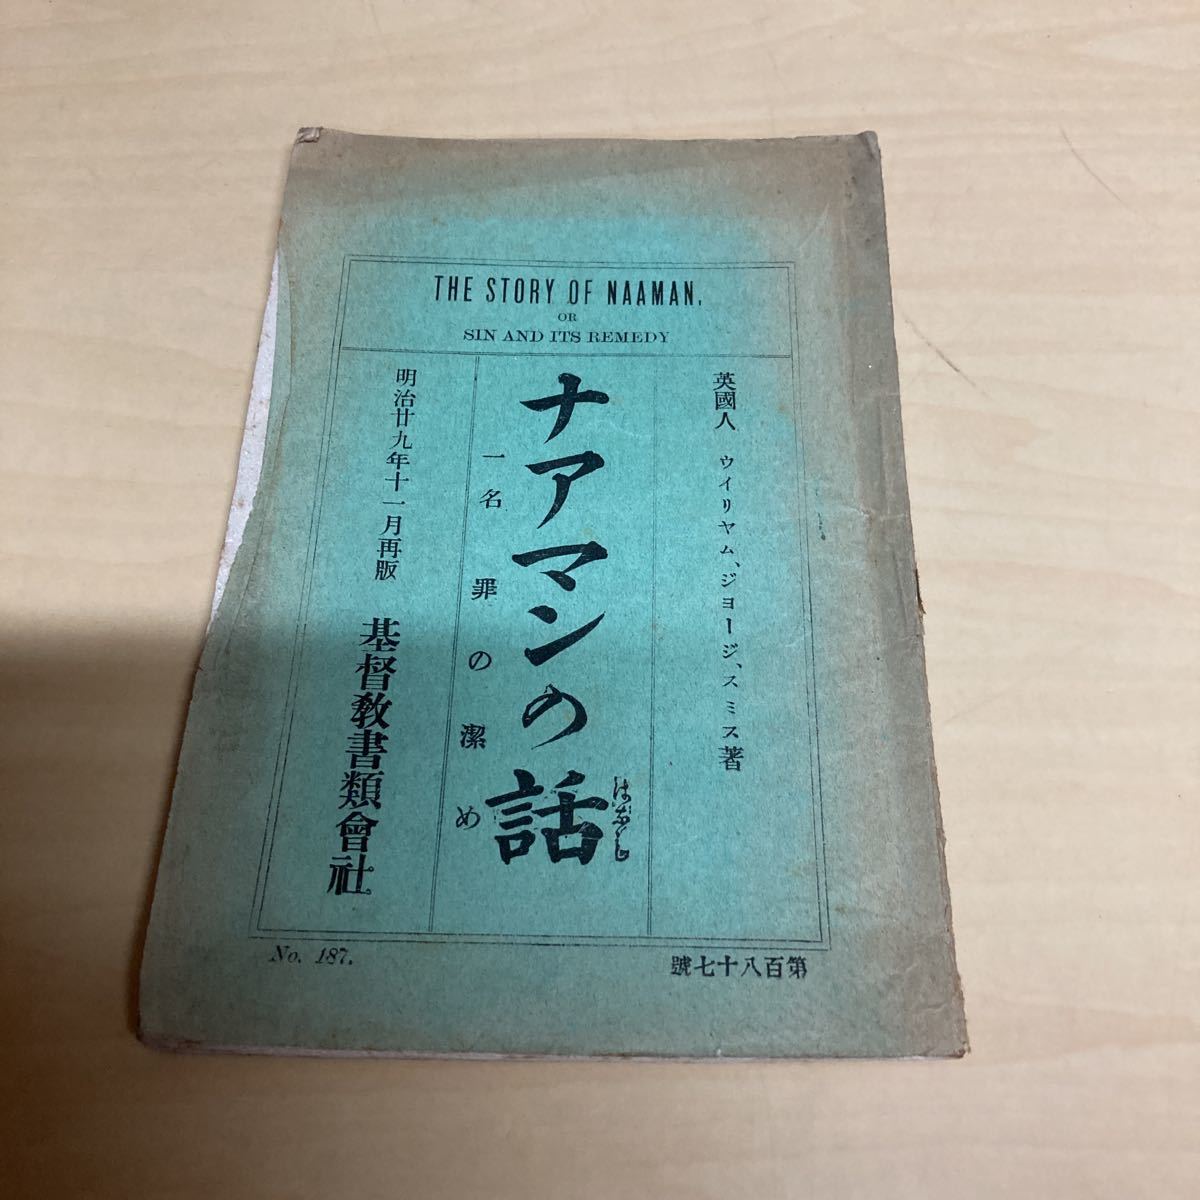 THE STORY OF NAAMAN,
OR
SIN AND ITS REMEDY
英國人 ウイリヤム、ジヨージ、スミス著
ナアマンの話
はなし
一名罪の潔め
明治廿九年十一月再版
基督教書類會社
No. 187.
號七十八百第